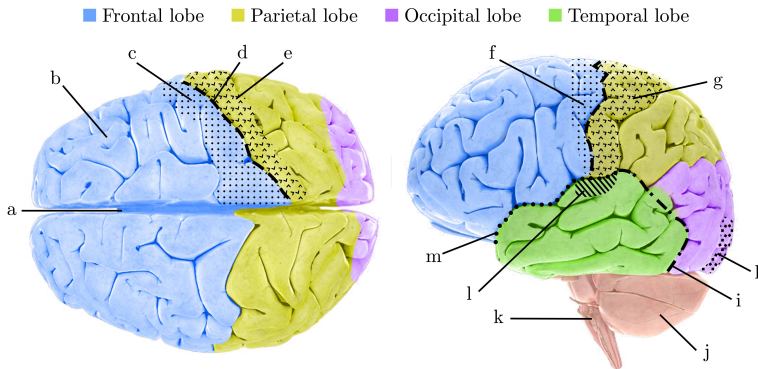 Frontal lobe
Parietal lobe
Occipital lobe
Temporal lobe
a
b
c
d
e
f
g
i
j
k
l
m